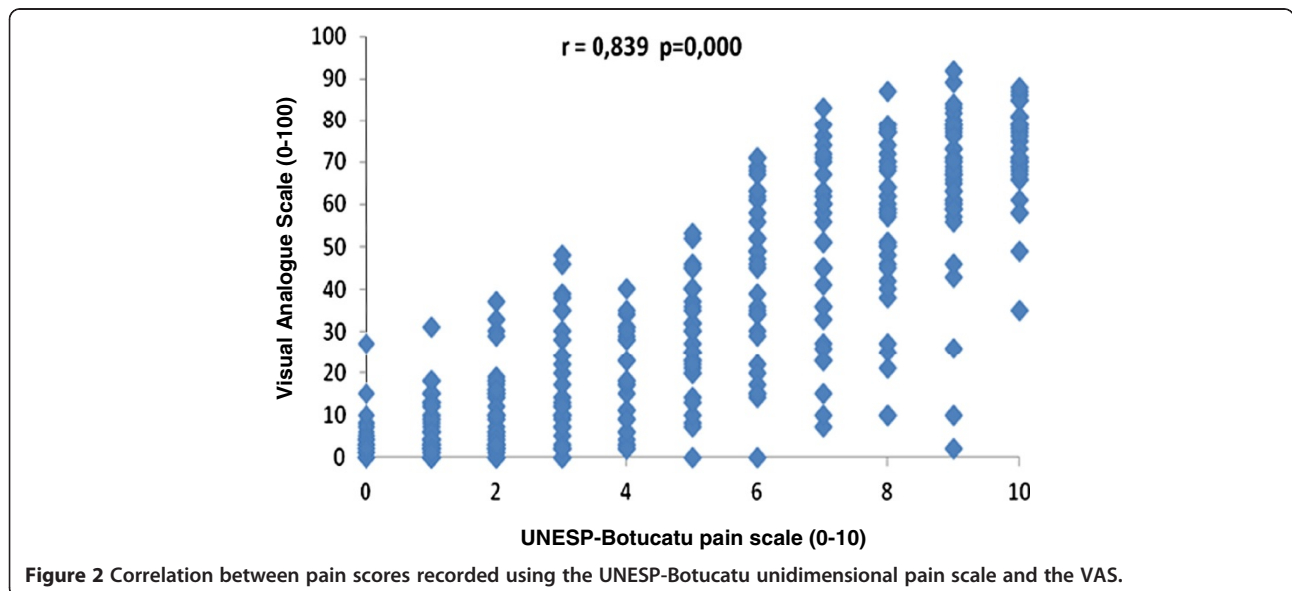 r = 0,839 p=0,000
100
90
80
70
60
50
40
30
20
10
0
Visual Analogue Scale (0-100)
0 2 4 6 8 10
UNESP-Botucatu pain scale (0-10)
Figure 2 Correlation between pain scores recorded using the UNESP-Botucatu unidimensional pain scale and the VAS.